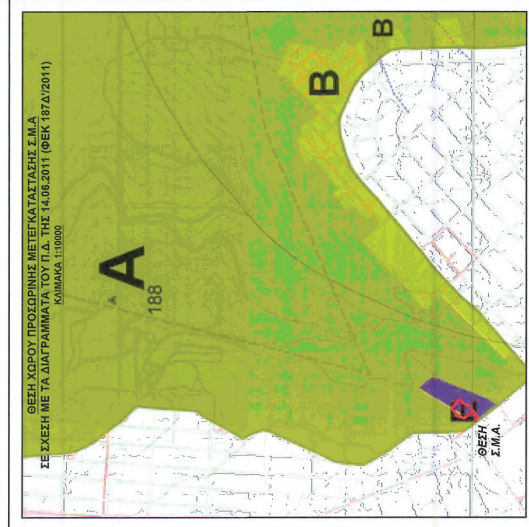 ΘΕΣΗ ΧΩΡΟΥ ΠΡΟΣΩΡΙΝΗΣ ΜΕΤΕΓΚΑΤΑΣΤΑΣΗΣ Σ.Μ.Α
ΣΕ ΣΧΕΣΗ ΜΕ ΤΑ ΔΙΑΓΡΑΜΜΑΤΑ ΤΟΥ Π.Δ. ΤΗΣ 14.06.2011 (ΦΕΚ 187Δ'/2011)
ΚΛΙΜΑΚΑ 1:10000
A
188
B
B
ΘΕΣΗ
Σ.Μ.Α.